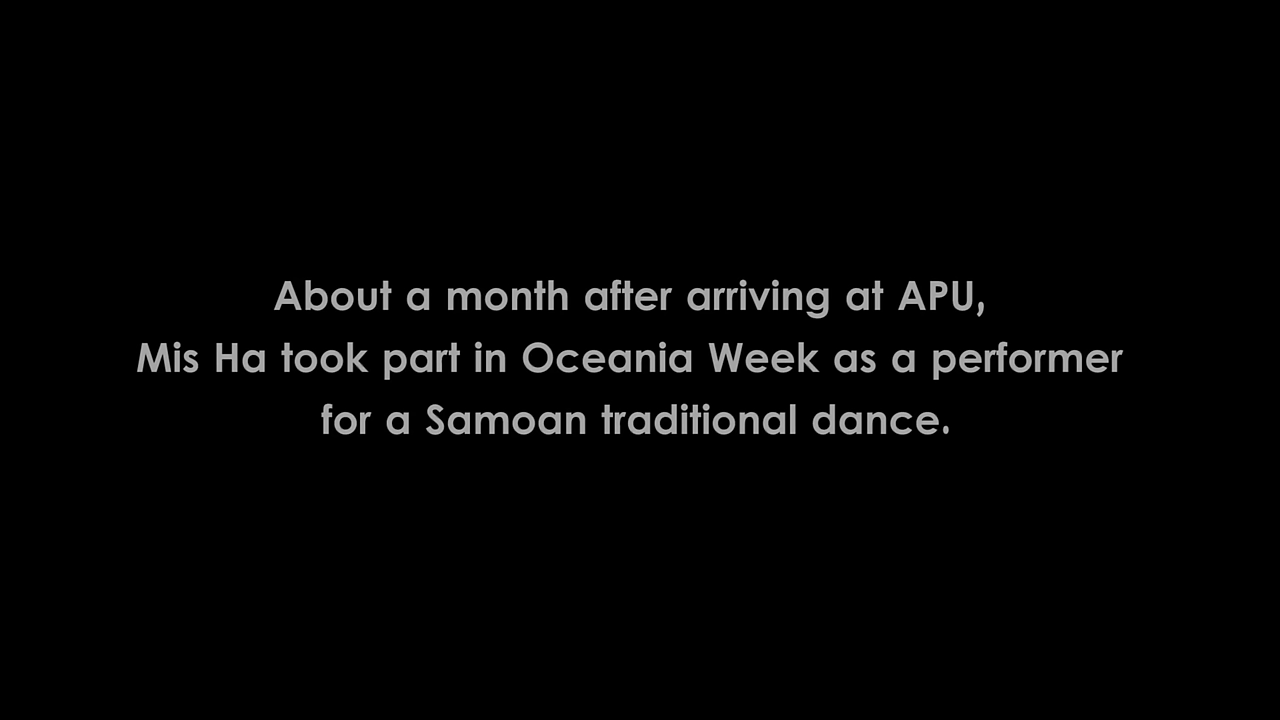 About a month after arriving at APU,
Mis Ha took part in Oceania Week as a performer
for a Samoan traditional dance.